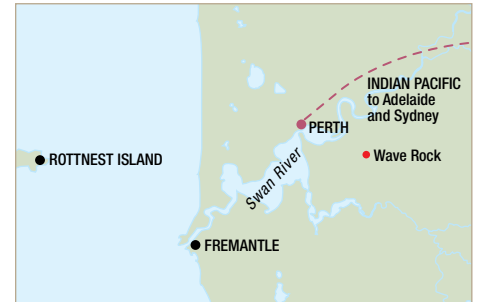 INDIAN PACIFIC
to Adelaide
and Sydney
PERTH
Wave Rock
ROTTNEST ISLAND
Swan River
FREMANTLE